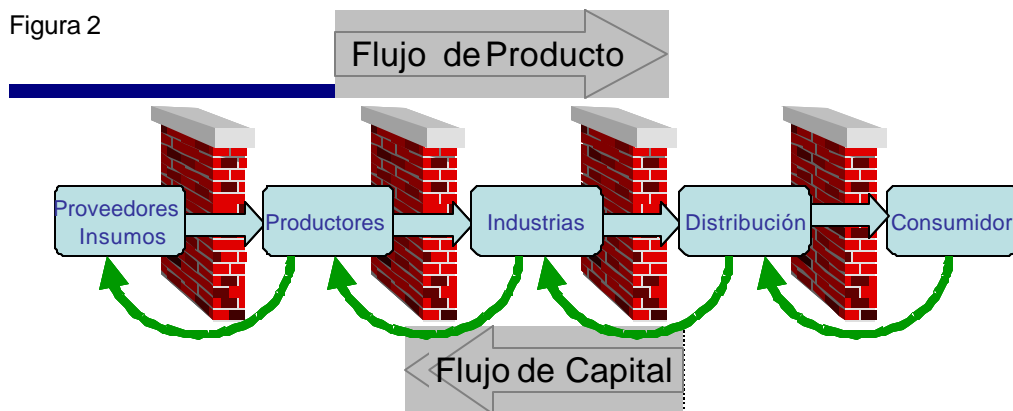 Figura 2
Flujo de Producto
Proveedores
Insumos
Productores
Industrias
Distribución
Consumidor
Flujo de Capital